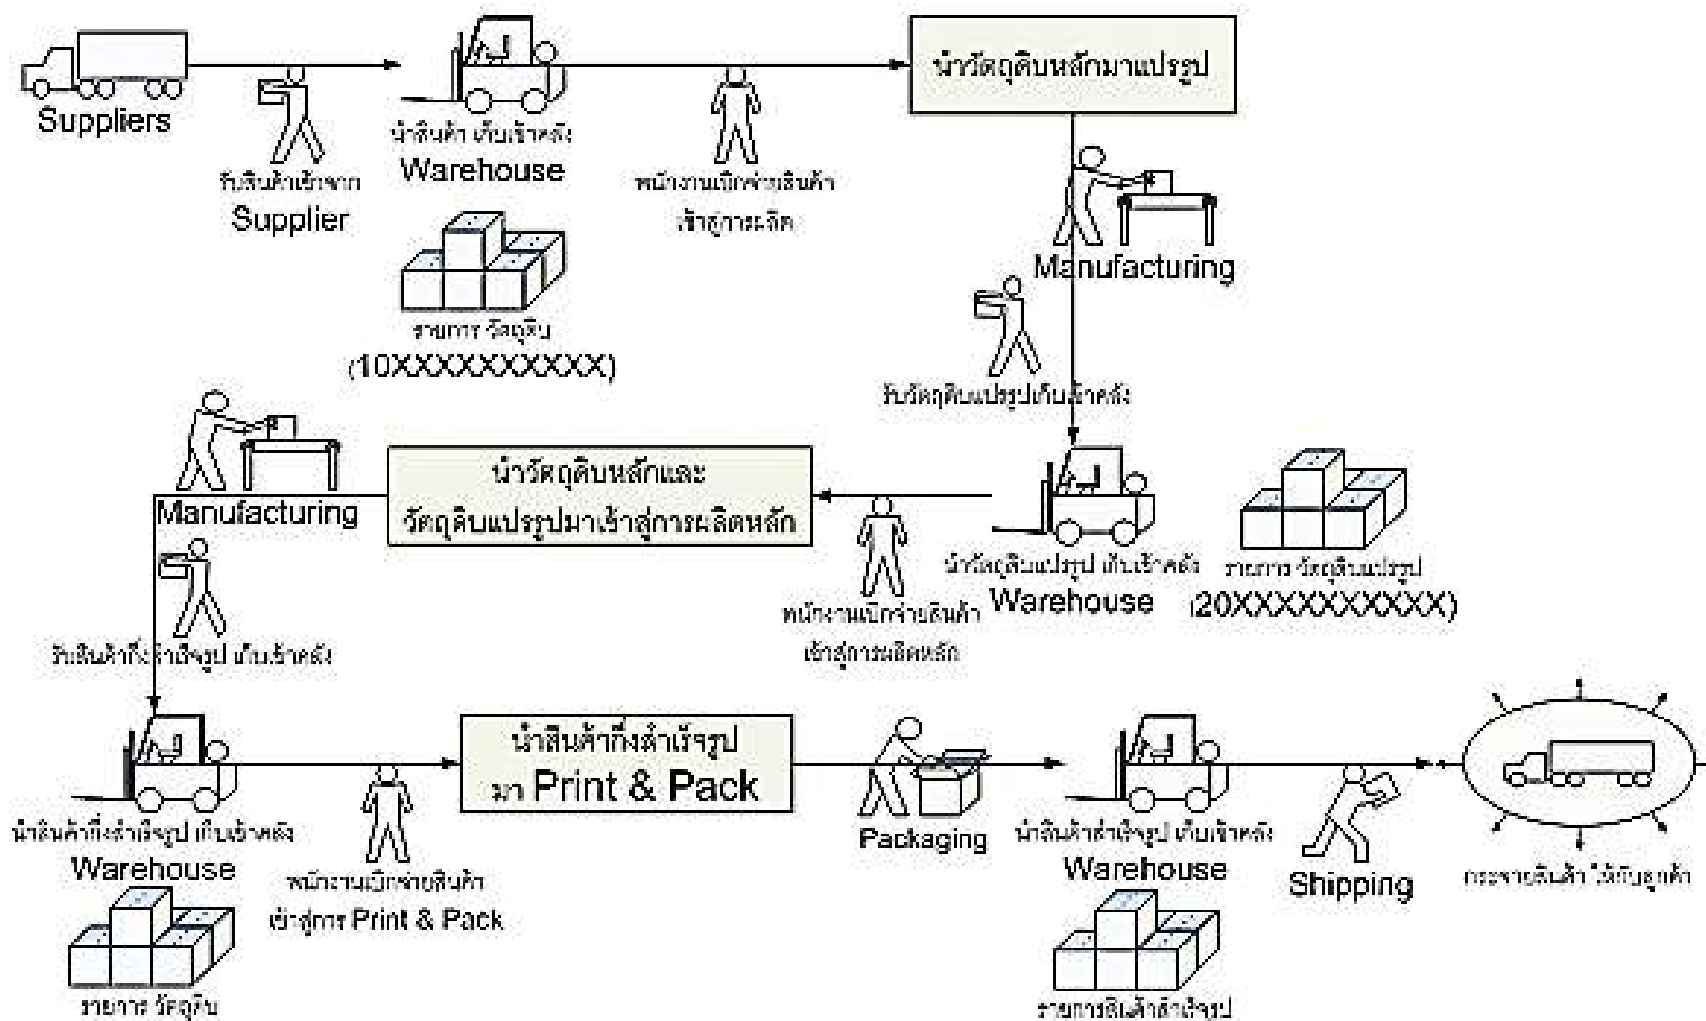 Suppliers
รับสินค้าเข้าจาก
Supplier
นำสินค้า เก็บเข้าคลัง
Warehouse
รายการ วัตถุดิบ
(10XXXXXXXXXXX)
พนักงานเบิกจ่ายสินค้า
เข้าสู่การผลิต
นำวัตถุดิบหลักมาแปรรูป
Manufacturing
รับวัตถุดิบแปรรูปเก็บเข้าคลัง
นำวัตถุดิบแปรรูป เก็บเข้าคลัง
Warehouse
รายการ วัตถุดิบแปรรูป
(20XXXXXXXXXXX)
พนักงานเบิกจ่ายสินค้า
เข้าสู่การผลิตหลัก
นำวัตถุดิบหลักและ
วัตถุดิบแปรรูปมาเข้าสู่การผลิตหลัก
Manufacturing
รับสินค้ากึ่งสำเร็จรูป เก็บเข้าคลัง
นำสินค้ากึ่งสำเร็จรูป เก็บเข้าคลัง
Warehouse
รายการ วัตถุดิบ
พนักงานเบิกจ่ายสินค้า
เข้าสู่การ Print & Pack
นำสินค้ากึ่งสำเร็จรูป
มา Print & Pack
Packaging
นำสินค้าสำเร็จรูป เก็บเข้าคลัง
Warehouse
รายการสินค้าสำเร็จรูป
Shipping
กระจายสินค้า ให้กับลูกค้า